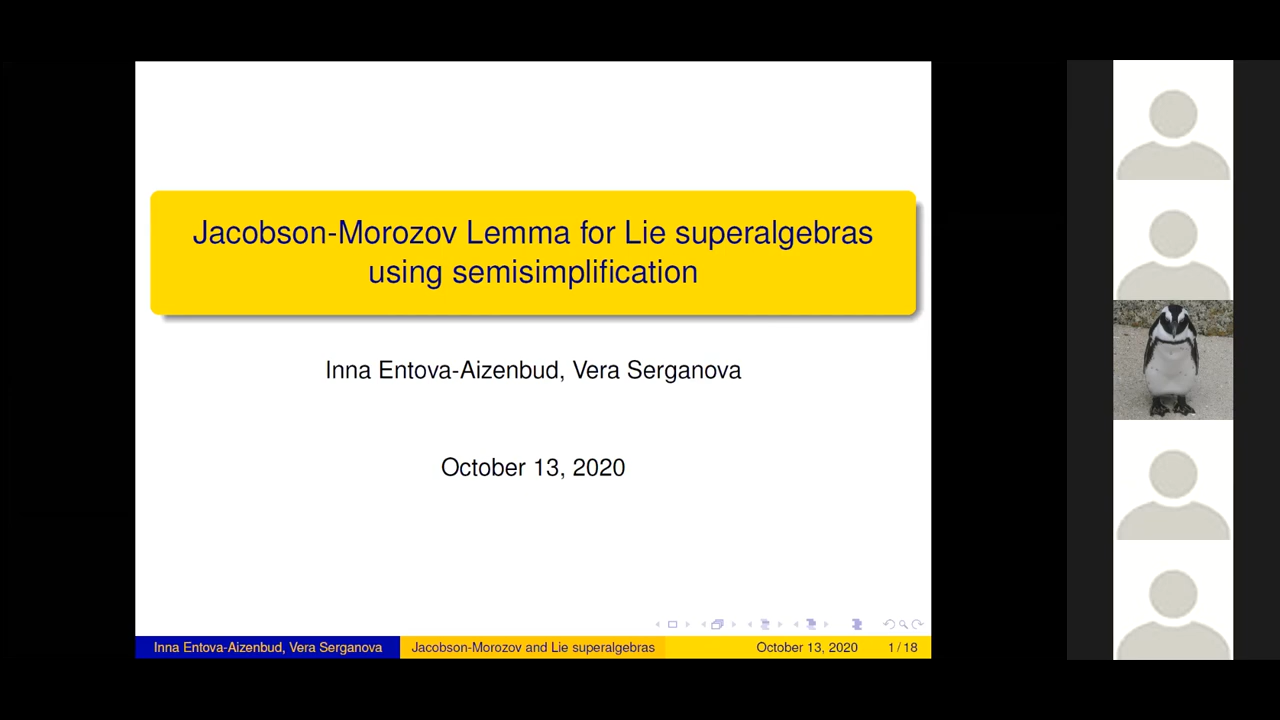 Jacobson-Morozov Lemma for Lie superalgebras
using semisimplification
Inna Entova-Aizenbud, Vera Serganova
October 13, 2020
Inna Entova-Aizenbud, Vera Serganova Jacobson-Morozov and Lie superalgebras October 13, 2020 1 / 18